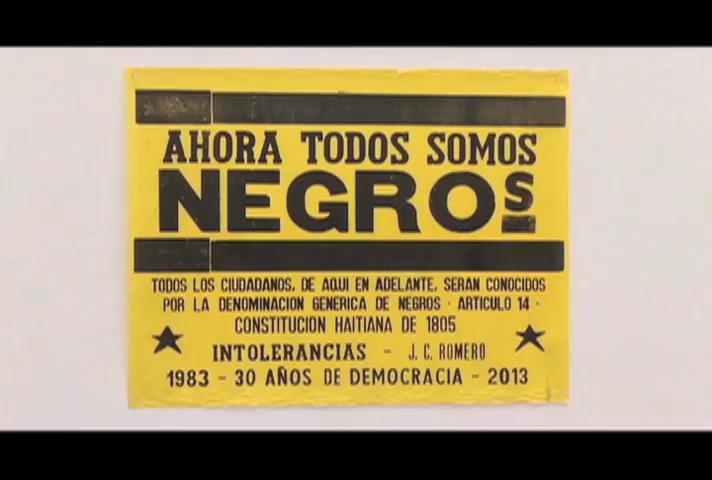 AHORA TODOS SOMOS
NEGROS
TODOS LOS CIUDADANOS, DE AQUI EN ADELANTE, SERAN CONOCIDOS
POR LA DENOMINACION GENERICA DE NEGROS · ARTICULO 14 ·
CONSTITUCION HAITIANA DE 1805
INTOLERANCIAS - J. C. ROMERO
1983 - 30 AÑOS DE DEMOCRACIA - 2013